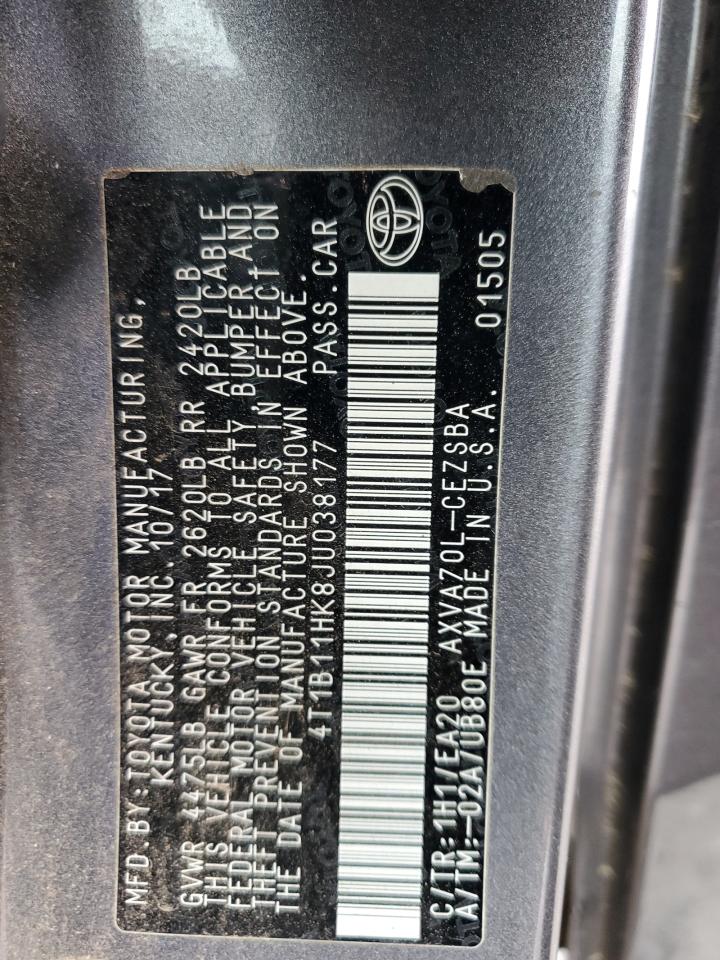 MFD.BY:TOYOTA MOTOR MANUFACTURING,
KENTUCKY,INC.10/17
GVWR 4475LB GAWR FR 2620LB RR 2420LB
THIS VEHICLE CONFORMS TO ALL APPLICABLE
FEDERAL MOTOR VEHICLE SAFETY, BUMPER,AND
THEFT PREVENTION STANDARDS IN EFFECT ON
THE DATE OF MANUFACTURE SHOWN ABOVE.
4T1B11HK8JU038177 PASS.CAR
C/TR:1H1/EA20 AXVA70L-CEZSBA
A/TM:-02A/UB80E MADE IN U.S.A. 01505